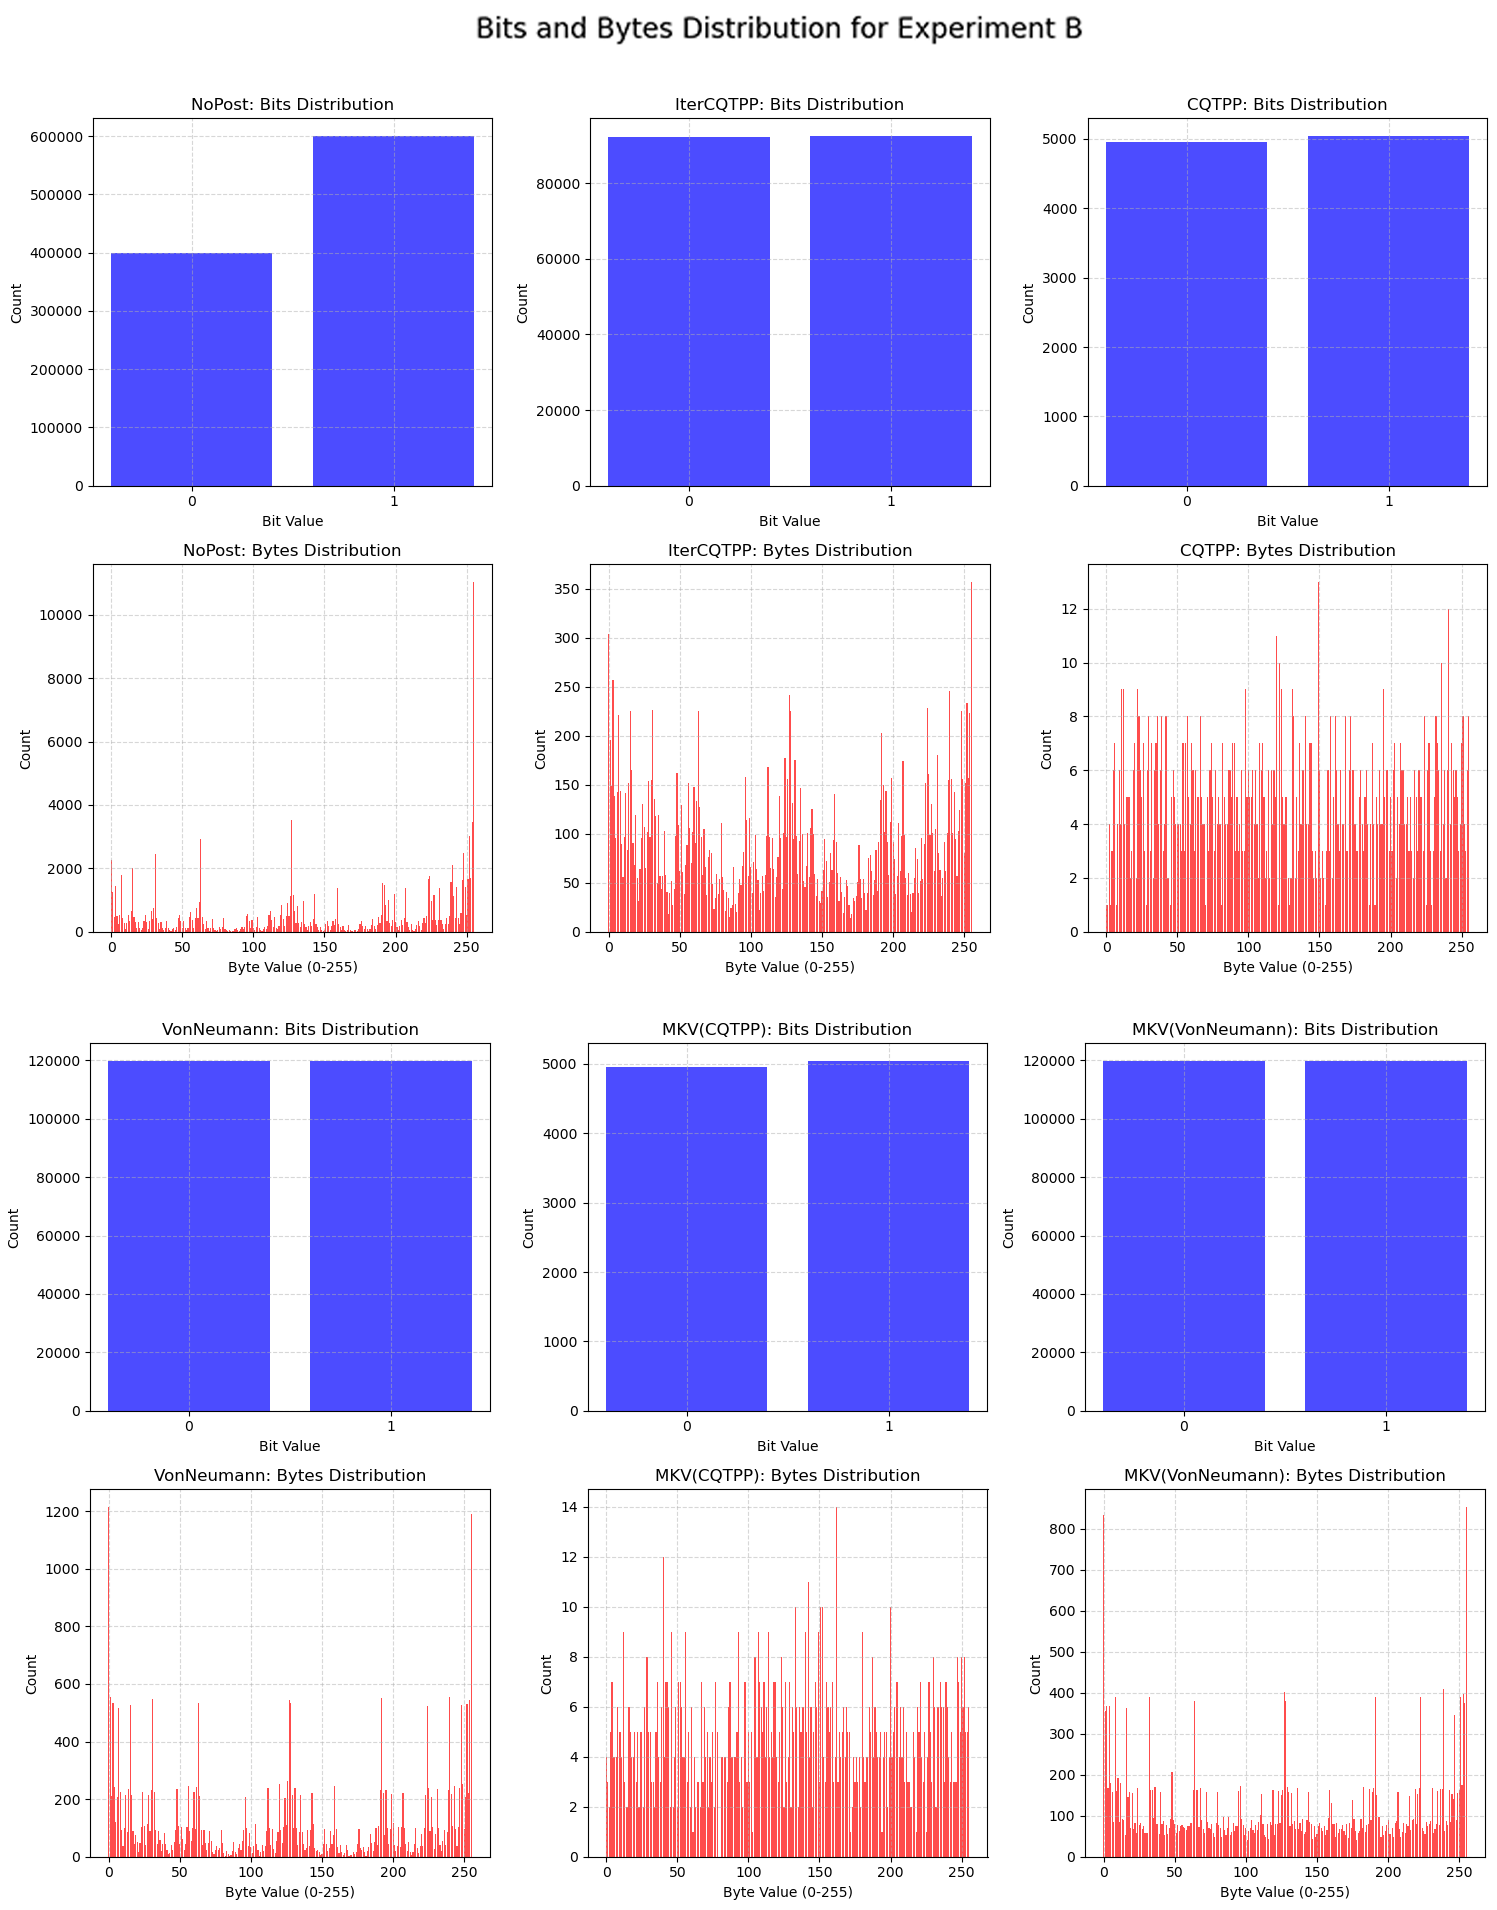 Bits and Bytes Distribution for Experiment B
NoPost: Bits Distribution
600000
500000
400000
300000
200000
100000
0
Count
0 1
Bit Value
IterCQTPP: Bits Distribution
80000
60000
40000
20000
0
Count
0 1
Bit Value
CQTPP: Bits Distribution
5000
4000
3000
2000
1000
0
Count
0 1
Bit Value
NoPost: Bytes Distribution
10000
8000
6000
4000
2000
0
Count
0 50 100 150 200 250
Byte Value (0-255)
IterCQTPP: Bytes Distribution
350
300
250
200
150
100
50
0
Count
0 50 100 150 200 250
Byte Value (0-255)
CQTPP: Bytes Distribution
12
10
8
6
4
2
0
Count
0 50 100 150 200 250
Byte Value (0-255)
VonNeumann: Bits Distribution
120000
100000
80000
60000
40000
20000
0
Count
0 1
Bit Value
MKV(CQTPP): Bits Distribution
5000
4000
3000
2000
1000
0
Count
0 1
Bit Value
MKV(VonNeumann): Bits Distribution
120000
100000
80000
60000
40000
20000
0
Count
0 1
Bit Value
VonNeumann: Bytes Distribution
1200
1000
800
600
400
200
0
Count
0 50 100 150 200 250
Byte Value (0-255)
MKV(CQTPP): Bytes Distribution
14
12
10
8
6
4
2
0
Count
0 50 100 150 200 250
Byte Value (0-255)
MKV(VonNeumann): Bytes Distribution
800
700
600
500
400
300
200
100
0
Count
0 50 100 150 200 250
Byte Value (0-255)